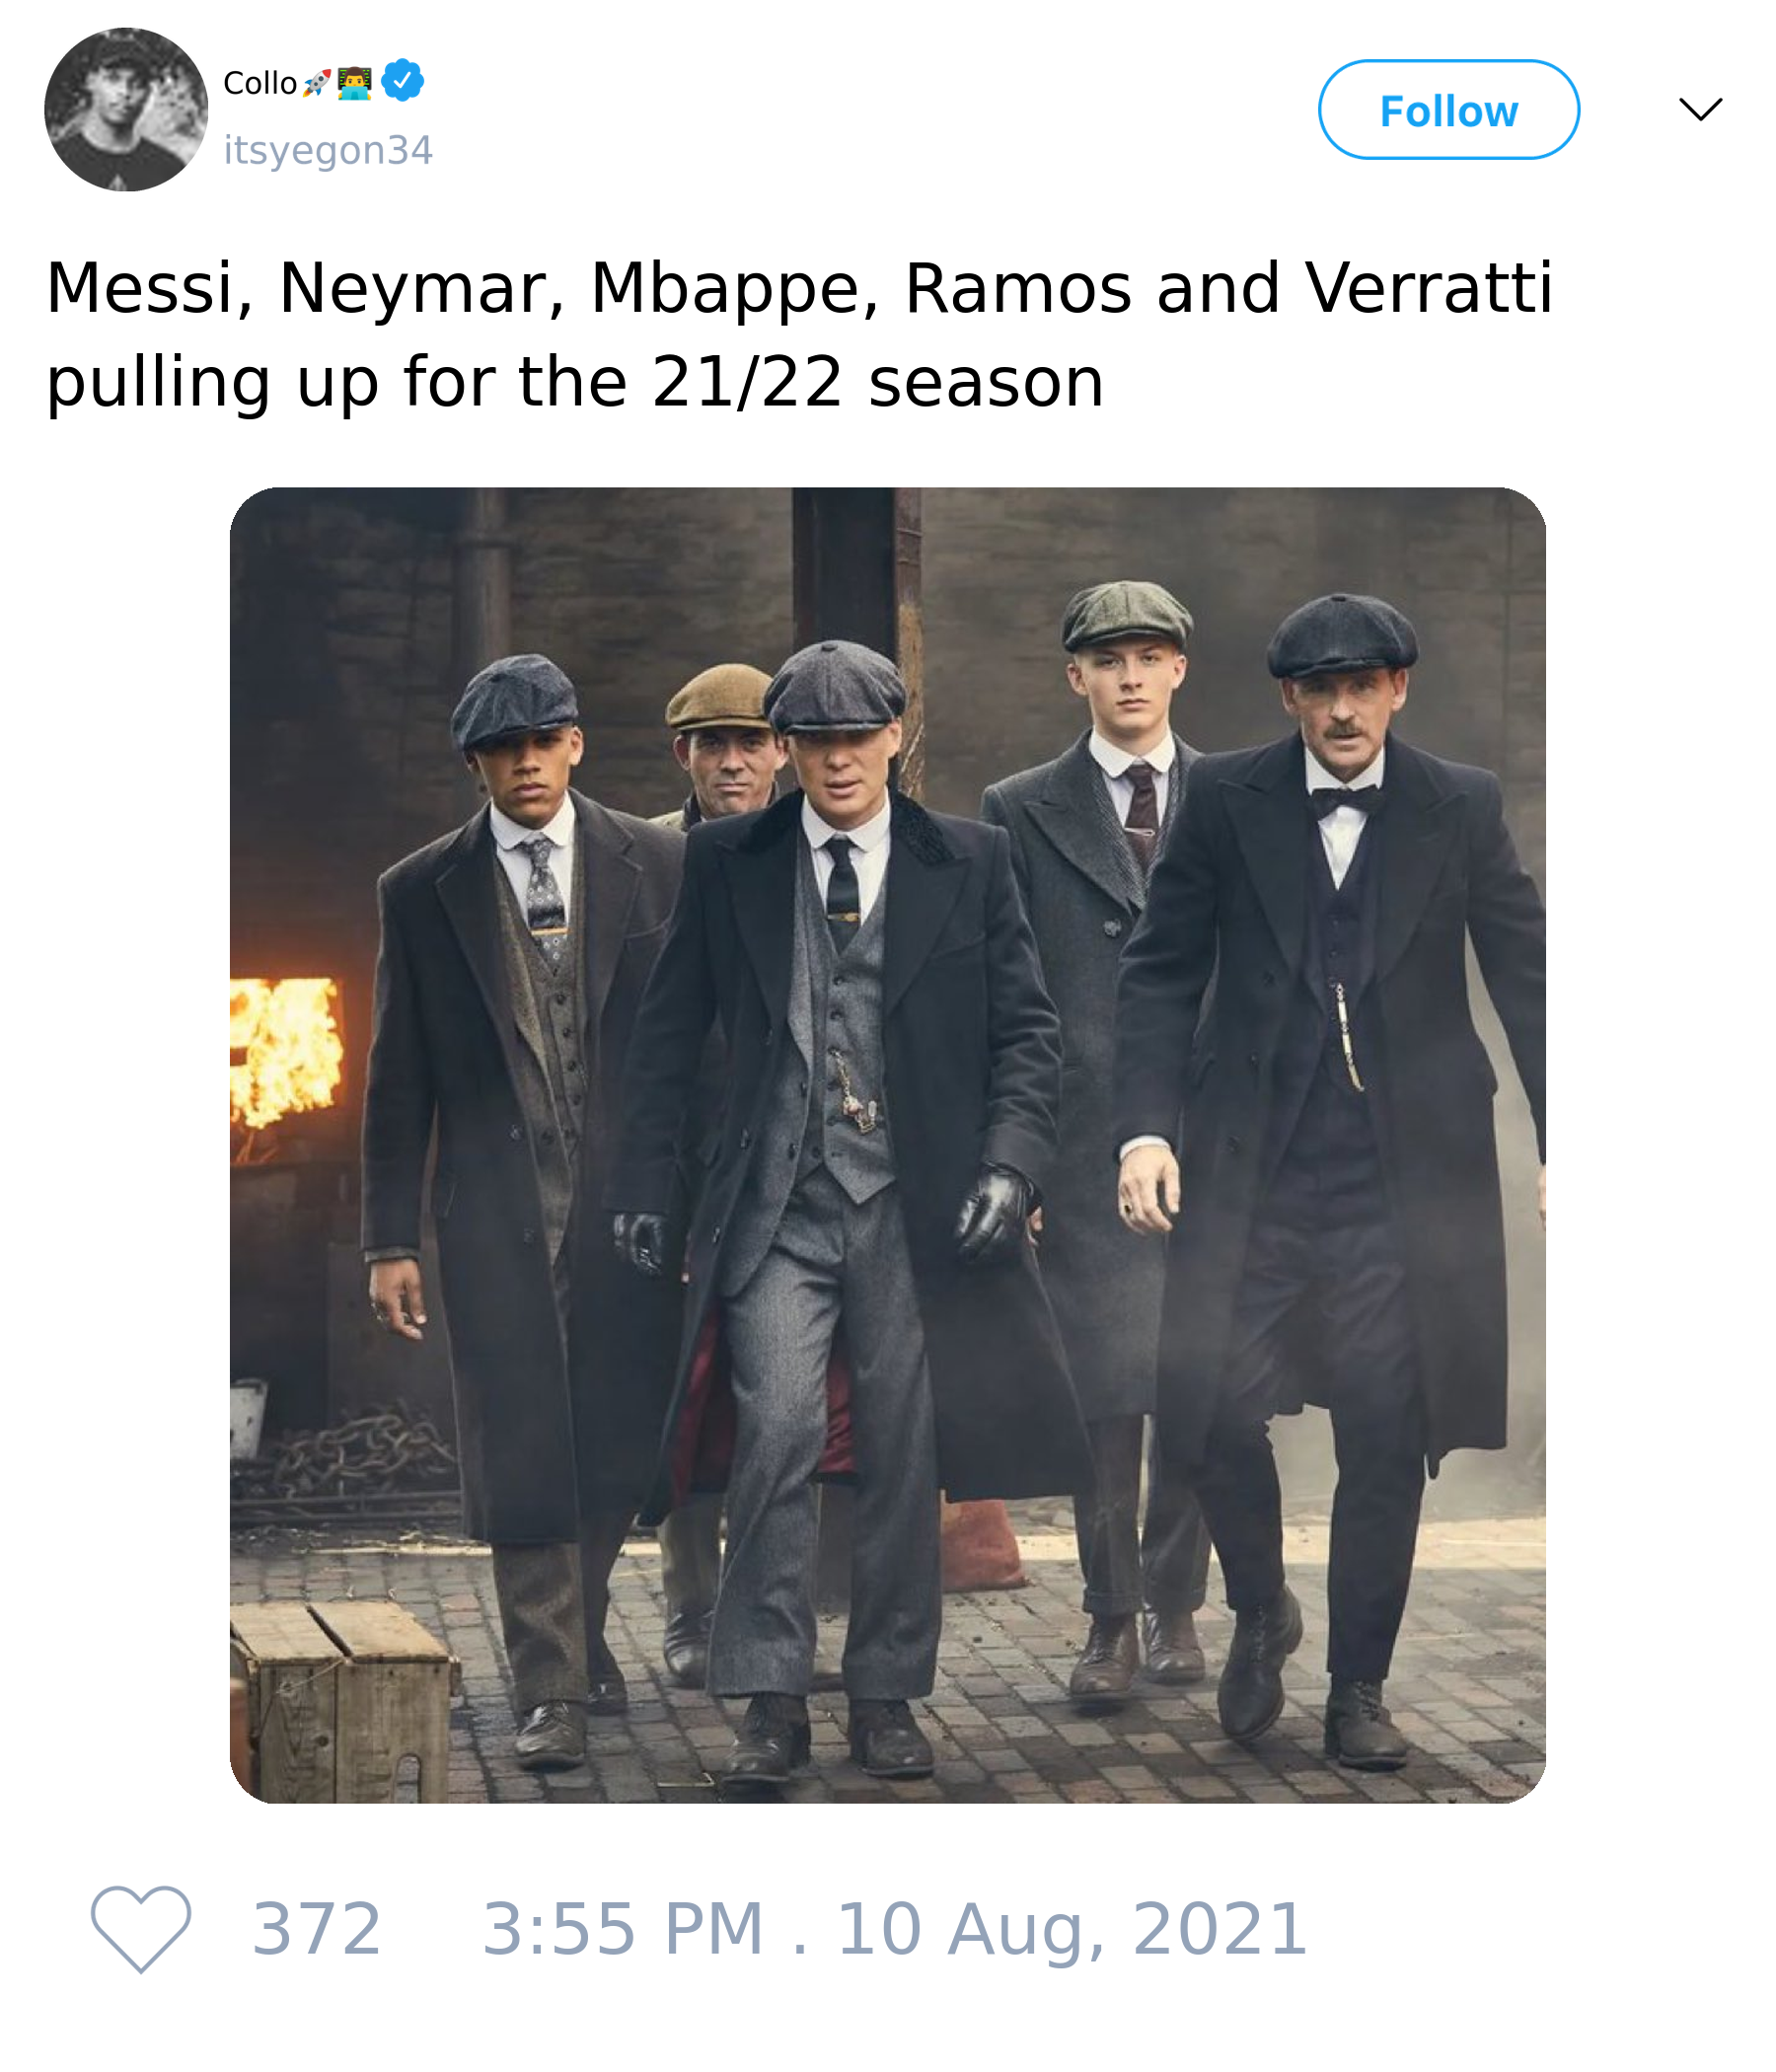 Collo🚀👨‍💻
itsyegon34
Follow
Messi, Neymar, Mbappe, Ramos and Verratti
pulling up for the 21/22 season
372 3:55 PM . 10 Aug, 2021